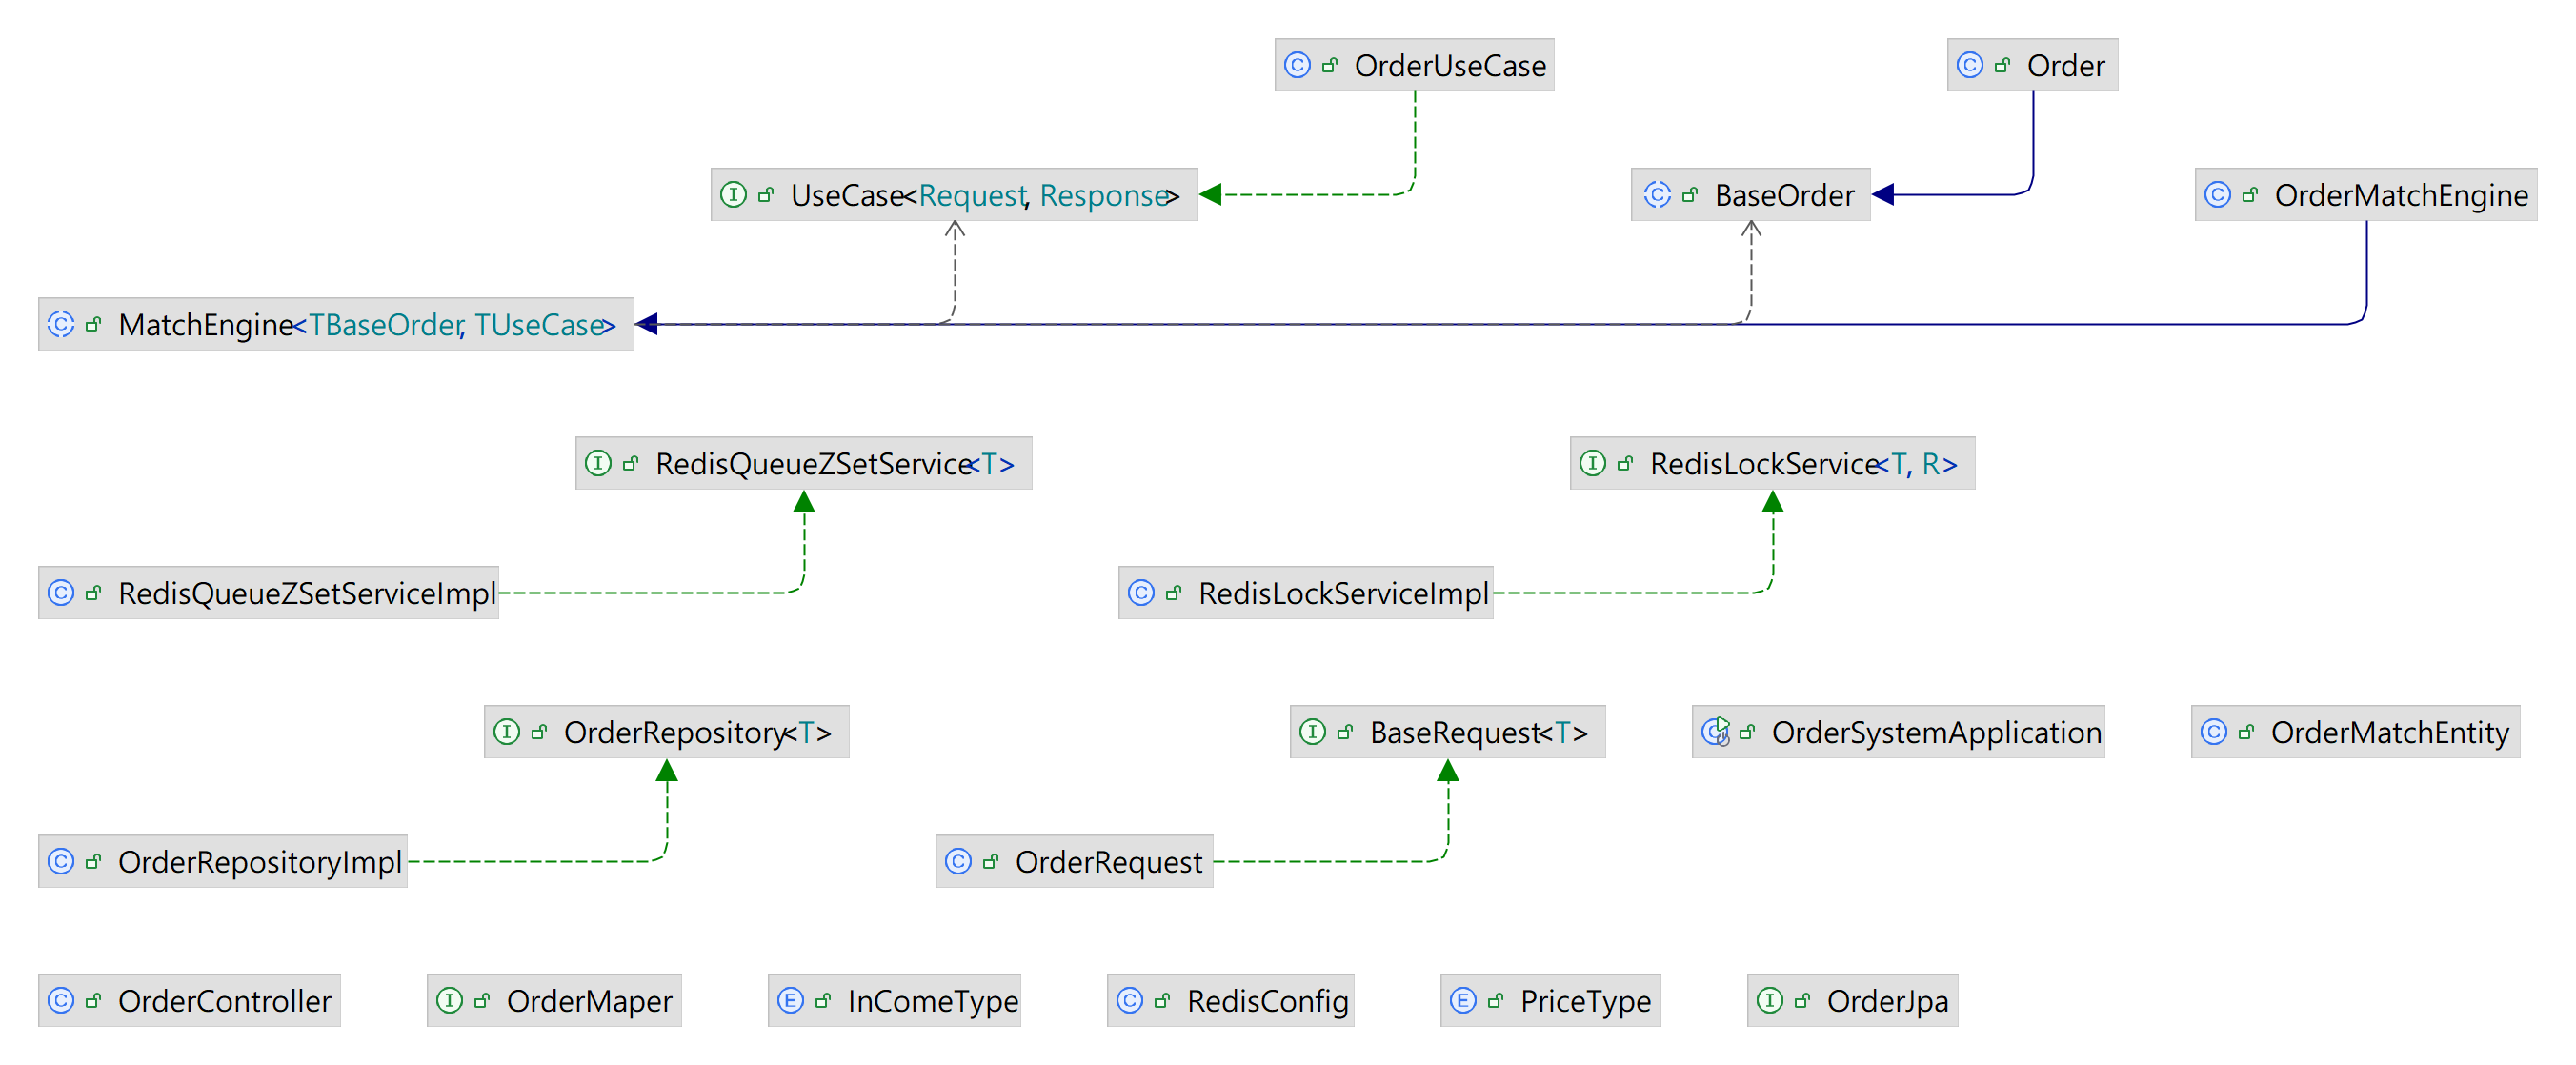 OrderUseCase
Order
UseCase<Request, Response>
BaseOrder
OrderMatchEngine
MatchEngine<TBaseOrder, TUseCase>
RedisQueueZSetService<T>
RedisLockService<T, R>
RedisQueueZSetServiceImpl
RedisLockServiceImpl
OrderRepository<T>
BaseRequest<T>
OrderSystemApplication
OrderMatchEntity
OrderRepositoryImpl
OrderRequest
OrderController
OrderMaper
InComeType
RedisConfig
PriceType
OrderJpa